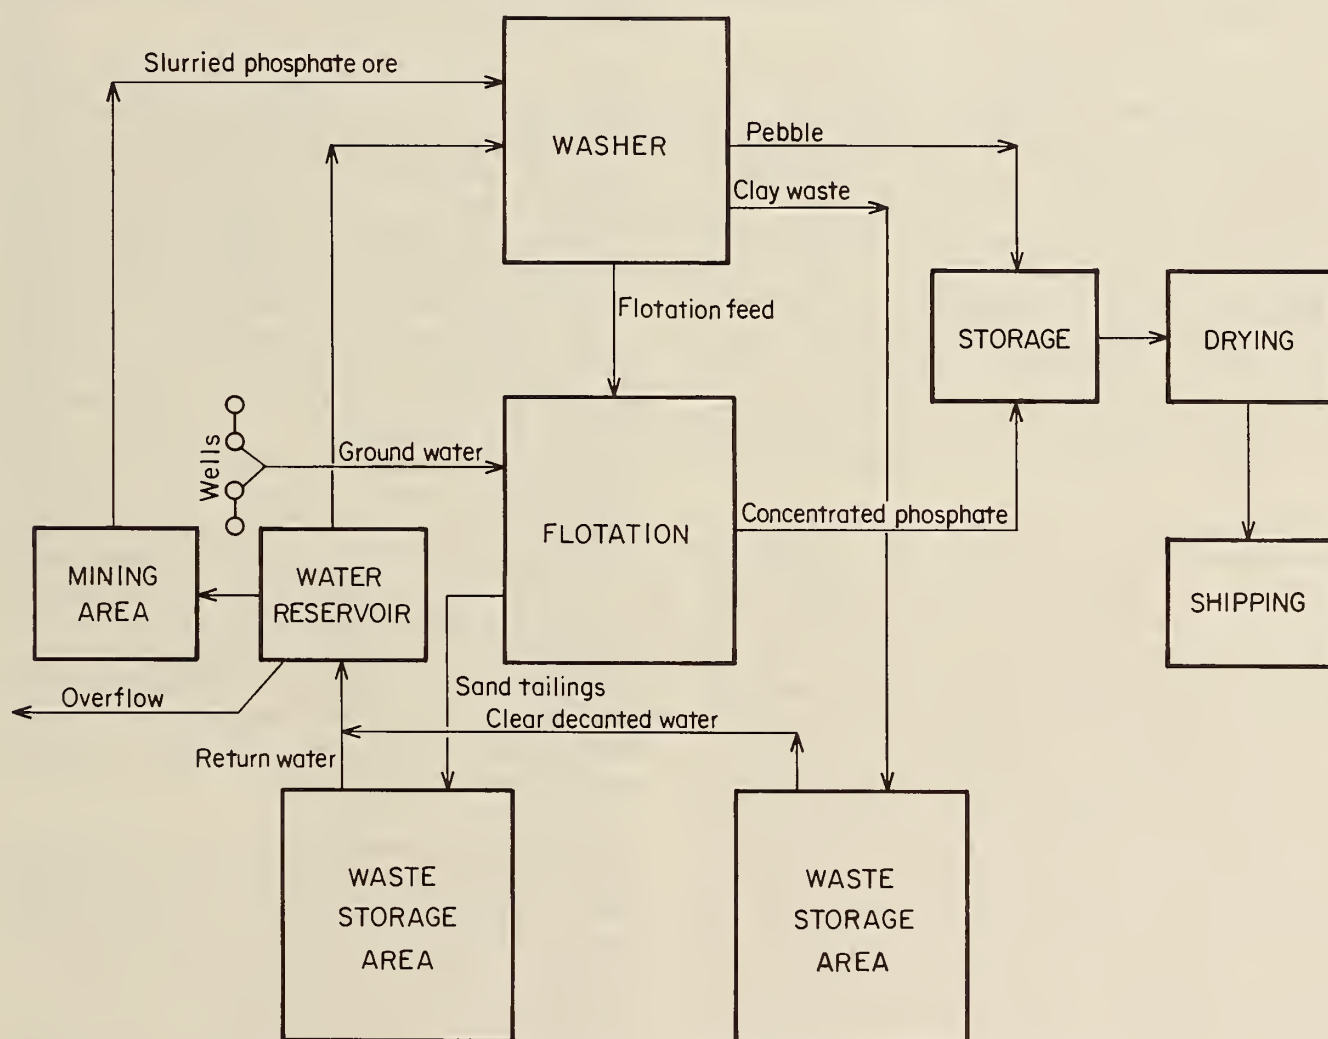 Slurried phosphate ore
WASHER
Pebble
Clay waste
Flotation feed
STORAGE
DRYING
Wells
Ground water
FLOTATION
Concentrated phosphate
MINING
AREA
WATER
RESERVOIR
SHIPPING
Overflow
Sand tailings
Clear decanted water
Return water
WASTE
STORAGE
AREA
WASTE
STORAGE
AREA